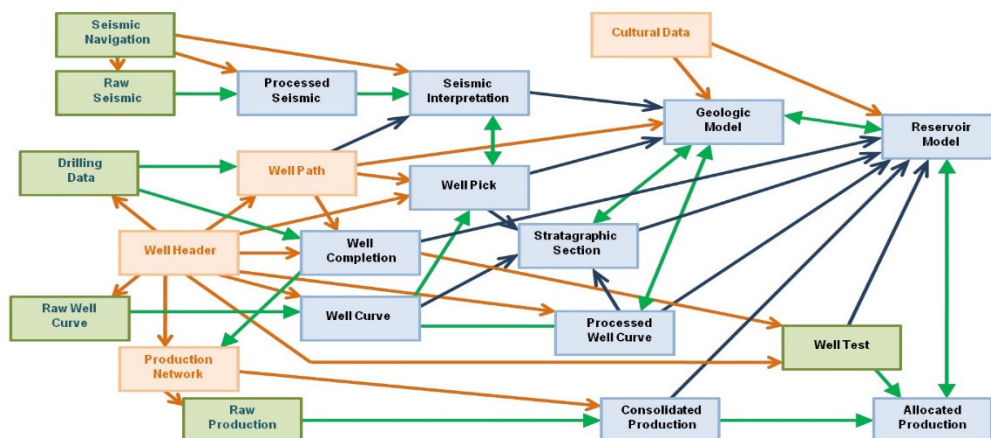 Seismic
Navigation
Cultural Data
Raw
Seismic
Processed
Seismic
Seismic
Interpretation
Geologic
Model
Reservoir
Model
Drilling
Data
Well Path
Well Pick
Well Header
Well
Completion
Stratagraphic
Section
Raw Well
Curve
Well Curve
Processed
Well Curve
Well Test
Production
Network
Raw
Production
Consolidated
Production
Allocated
Production